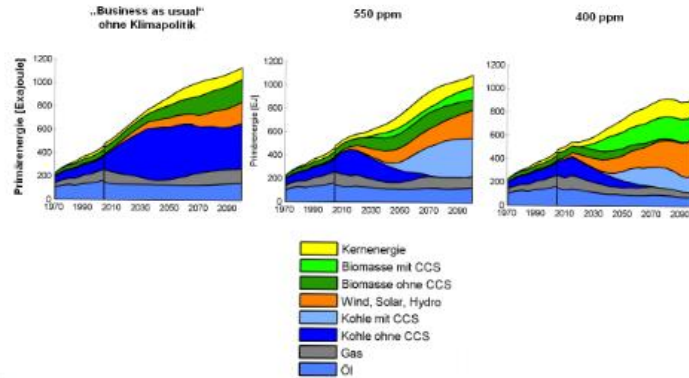 „Business as usual"
ohne Klimapolitik
550 ppm
400 ppm
Primärenergie [Exajoule]
1200
1000
800
600
400
200
0
1970 1990 2010 2030 2050 2070 2090
Primärenergie [EJ]
1200
1000
800
600
400
200
0
1970 1990 2010 2030 2050 2070 2090
1200
1000
800
600
400
200
0
1970 1990 2010 2030 2050 2070 2090
Kernenergie
Biomasse mit CCS
Biomasse ohne CCS
Wind, Solar, Hydro
Kohle mit CCS
Kohle ohne CCS
Gas
Öl